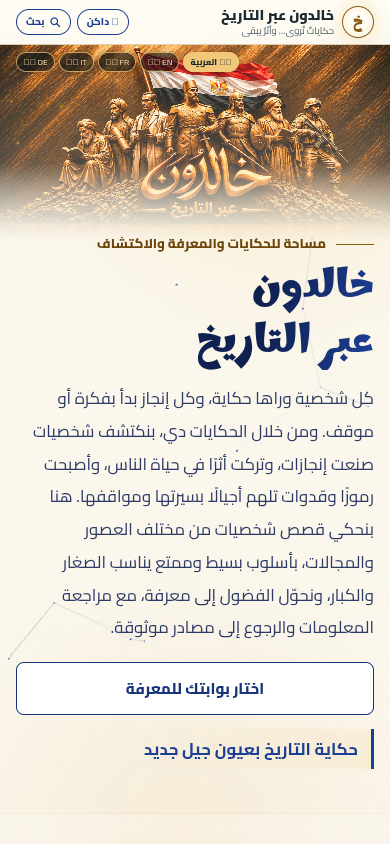 خ
خالدون عبر التاريخ
حكاياتٌ تُروى... وأثرٌ يبقى
داكن
بحث
العربية
EN
FR
IT
DE
خالدون
عبر التاريخ
مساحة للحكايات والمعرفة والاكتشاف
خالدون
عبر التاريخ
كل شخصية وراها حكاية، وكل إنجاز بدأ بفكرة أو
موقف. ومن خلال الحكايات دي، بنكتشف شخصيات
صنعت إنجازات، وتركت أثرًا في حياة الناس، وأصبحت
رموزًا وقدوات تلهم أجيالًا بسيرتها ومواقفها. هنا
بنحكي قصص شخصيات من مختلف العصور
والمجالات، بأسلوب بسيط وممتع يناسب الصغار
والكبار، ونحوّل الفضول إلى معرفة، مع مراجعة
المعلومات والرجوع إلى مصادر موثوقة.
اختار بوابتك للمعرفة
حكاية التاريخ بعيون جيل جديد